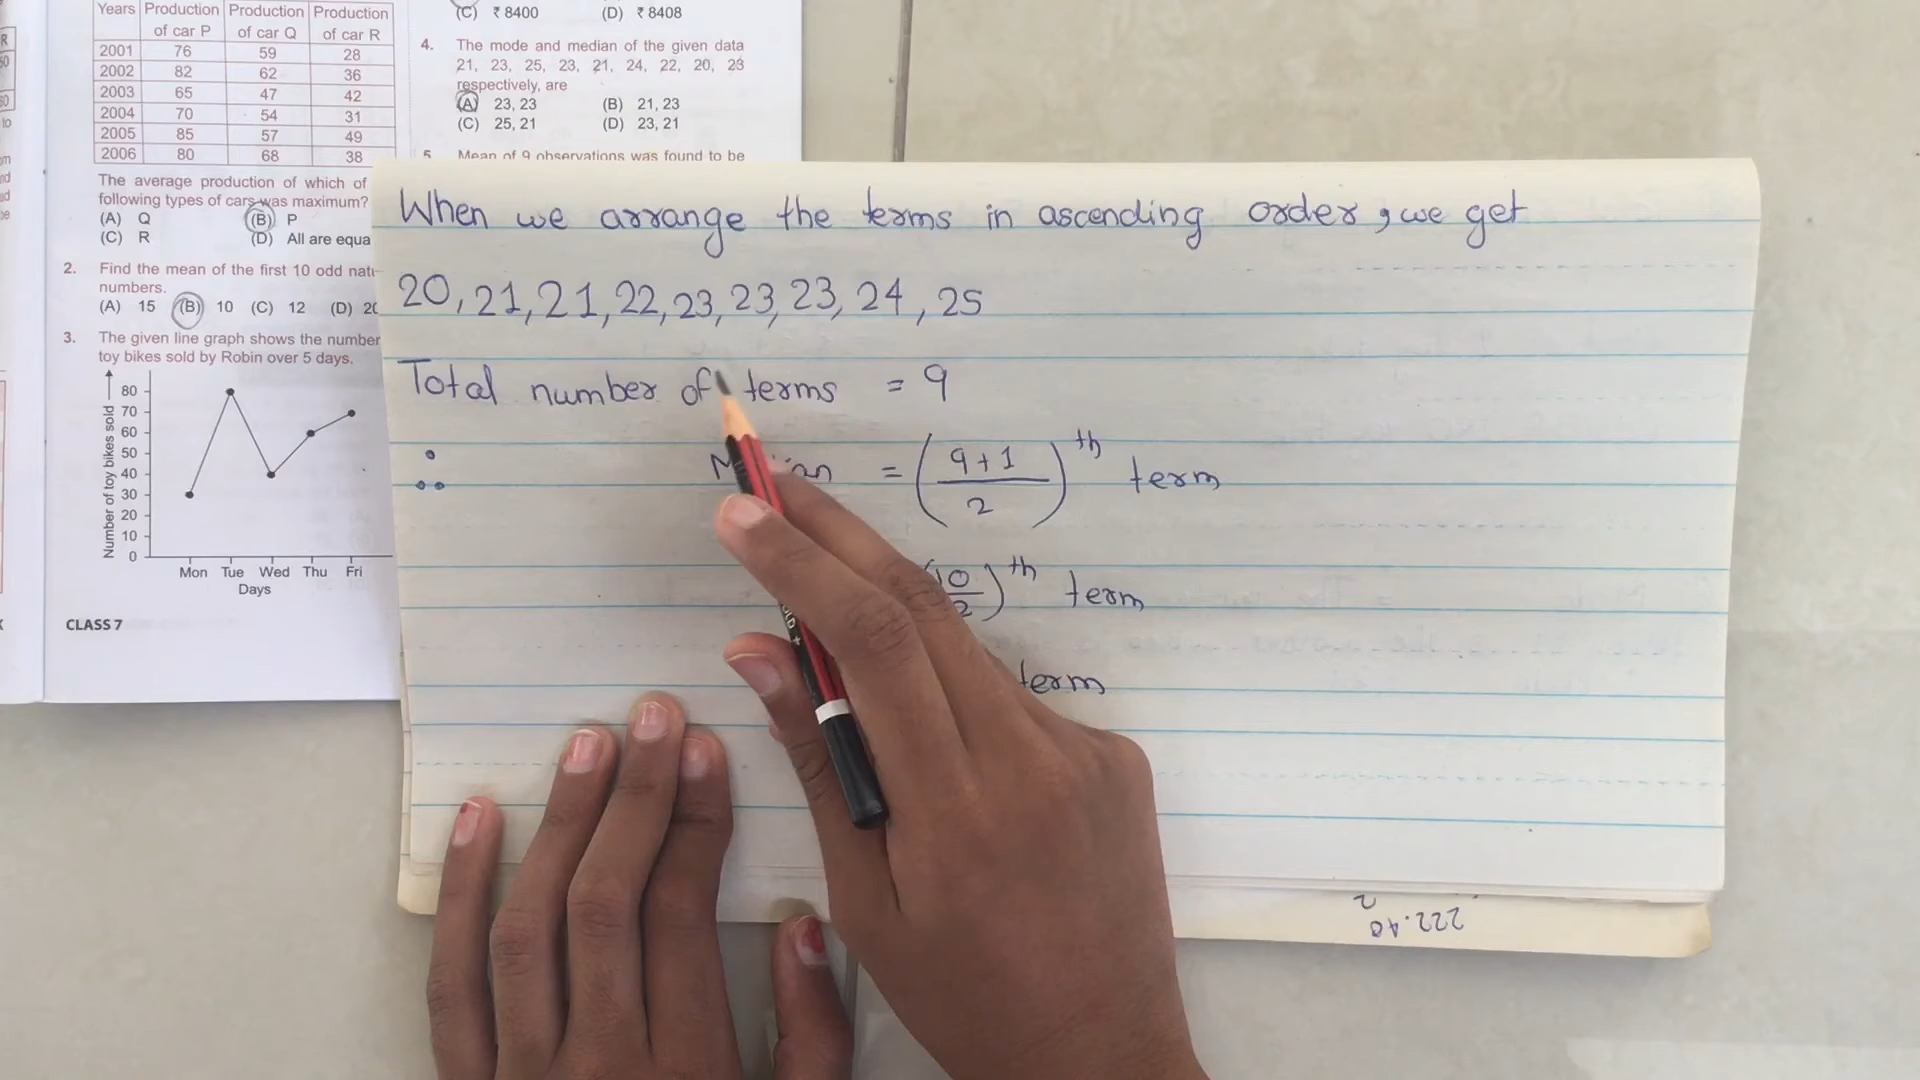 Years Production of car P Production of car Q Production of car R
2001 76 59 28
2002 82 62 36
2003 65 47 42
2004 70 54 31
2005 85 57 49
2006 80 68 38
The average production of which of
following types of cars was maximum?
(A) Q (B) P
(C) R (D) All are equa
2. Find the mean of the first 10 odd natu
numbers.
(A) 15 (B) 10 (C) 12 (D) 20
3. The given line graph shows the number
toy bikes sold by Robin over 5 days.
Number of toy bikes sold
80
70
60
50
40
30
20
10
0
Mon Tue Wed Thu Fri
Days
CLASS 7
(C) ₹ 8400 (D) ₹ 8408
4. The mode and median of the given data
21, 23, 25, 23, 21, 24, 22, 20, 23
respectively, are
(A) 23, 23 (B) 21, 23
(C) 25, 21 (D) 23, 21
5. Mean of 9 observations was found to be
When we arrange the terms in ascending order, we get
20, 21, 21, 22, 23, 23, 23, 24, 25
Total number of terms = 9
∴ = (9+1/2)th term
(10/2)th term
term